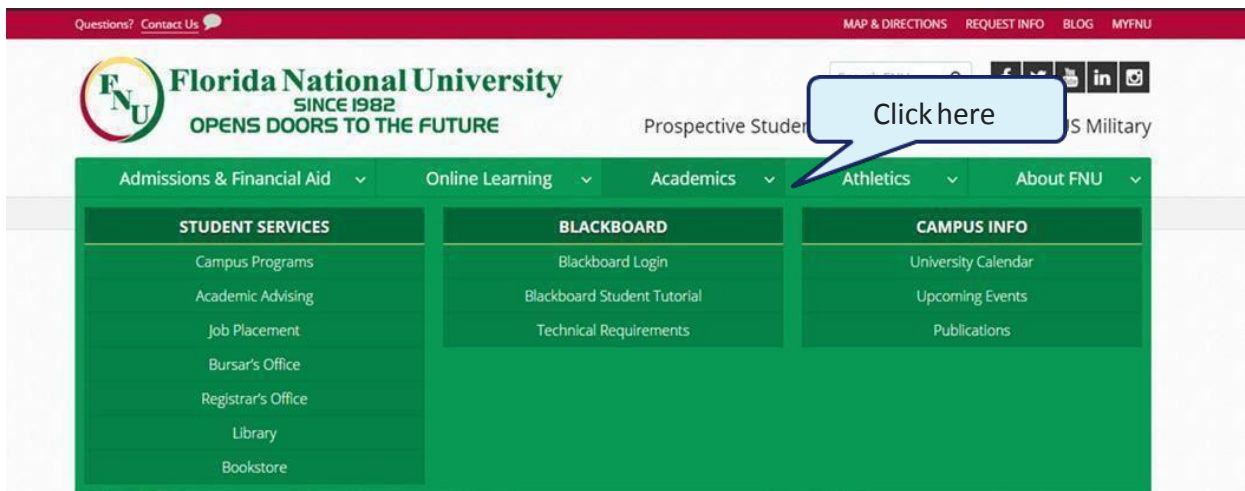 Questions? Contact Us
MAP & DIRECTIONS REQUEST INFO BLOG MYFNU
FNU Florida National University
SINCE 1982
OPENS DOORS TO THE FUTURE
Click here
Prospective US Military
Admissions & Financial Aid Online Learning Academics Athletics About FNU
STUDENT SERVICES BLACKBOARD CAMPUS INFO
Campus Programs Blackboard Login University Calendar
Academic Advising Blackboard Student Tutorial Upcoming Events
Job Placement Technical Requirements Publications
Bursar's Office
Registrar's Office
Library
Bookstore